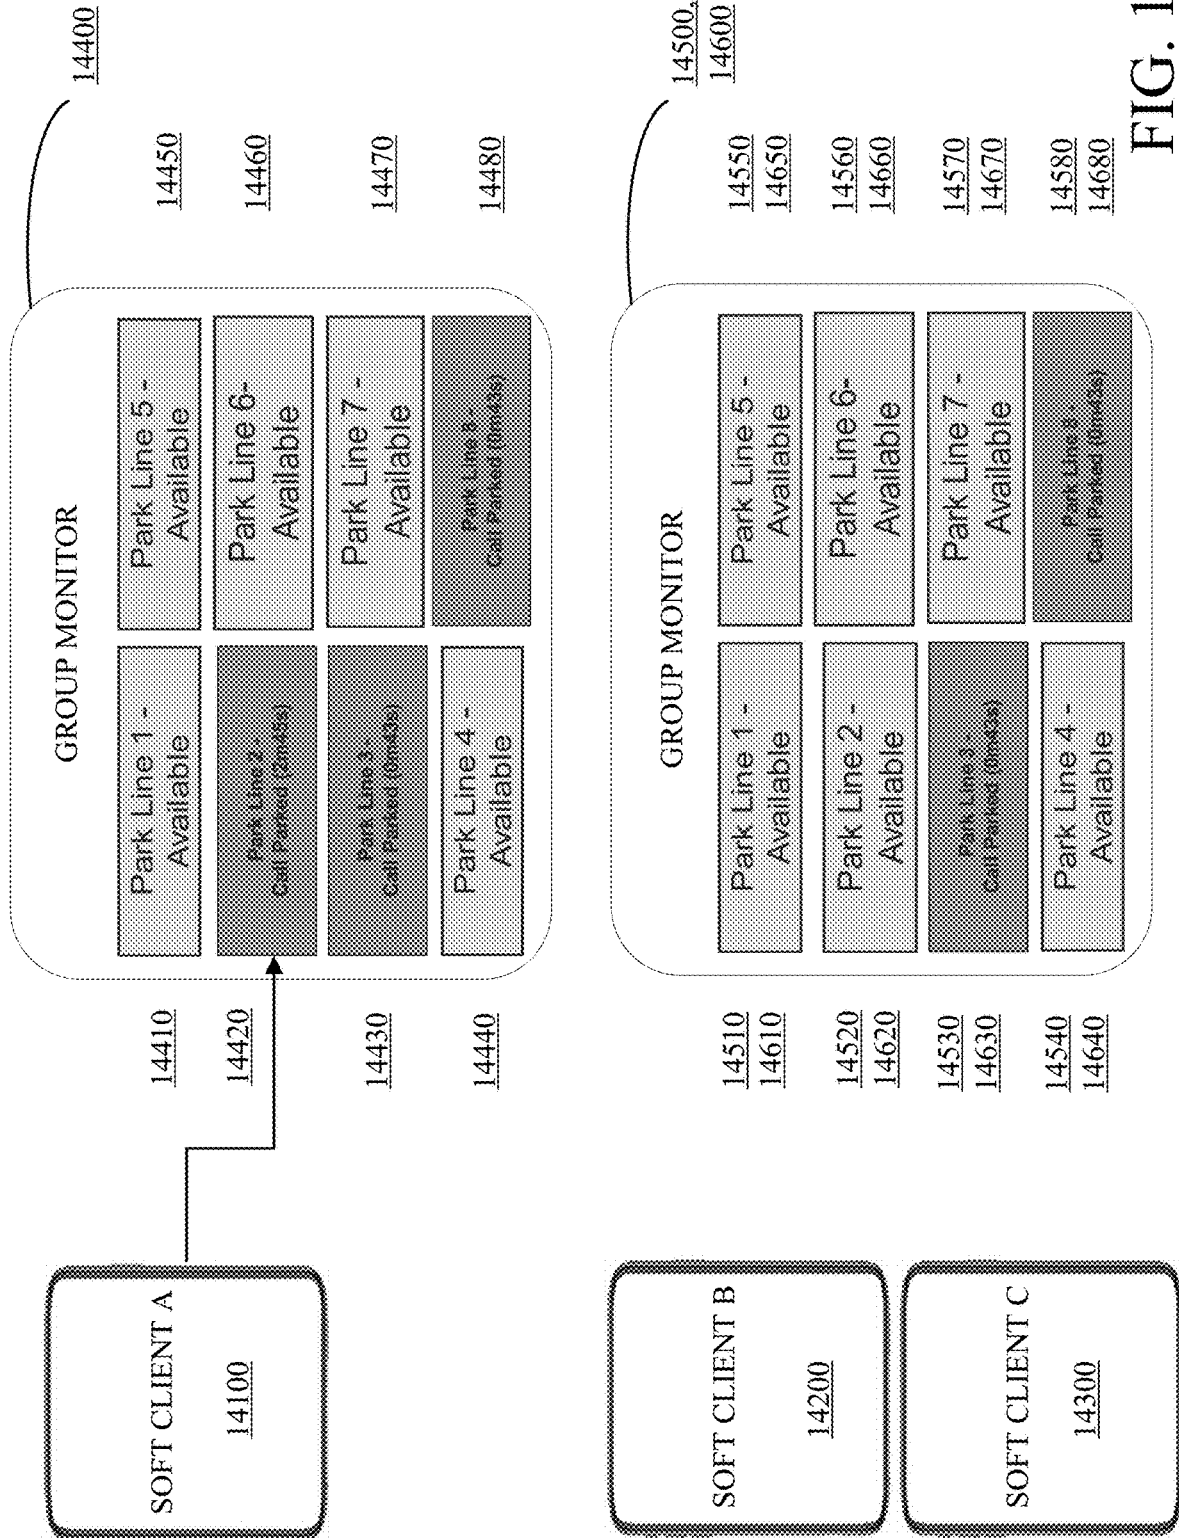 14400
GROUP MONITOR
14410
Park Line 1 -
Available
Park Line 5 -
Available
14450
14420
Park Line 2
Call Parked (2m45s)
Park Line 6-
Available
14460
14430
Park Line 3 -
Call Parked (0m43s)
Park Line 7 -
Available
14470
14440
Park Line 4 -
Available
Park Line 8 -
Call Parked (0m43s)
14480
SOFT CLIENT A
14100
14500,
14600
GROUP MONITOR
14510
14610
Park Line 1 -
Available
Park Line 5 -
Available
14550
14650
14520
14620
Park Line 2 -
Available
Park Line 6-
Available
14560
14660
14530
14630
Park Line 3 -
Call Parked (0m43s)
Park Line 7 -
Available
14570
14670
14540
14640
Park Line 4 -
Available
Park Line 8 -
Call Parked (0m43s)
14580
14680
SOFT CLIENT B
14200
SOFT CLIENT C
14300
FIG. 1